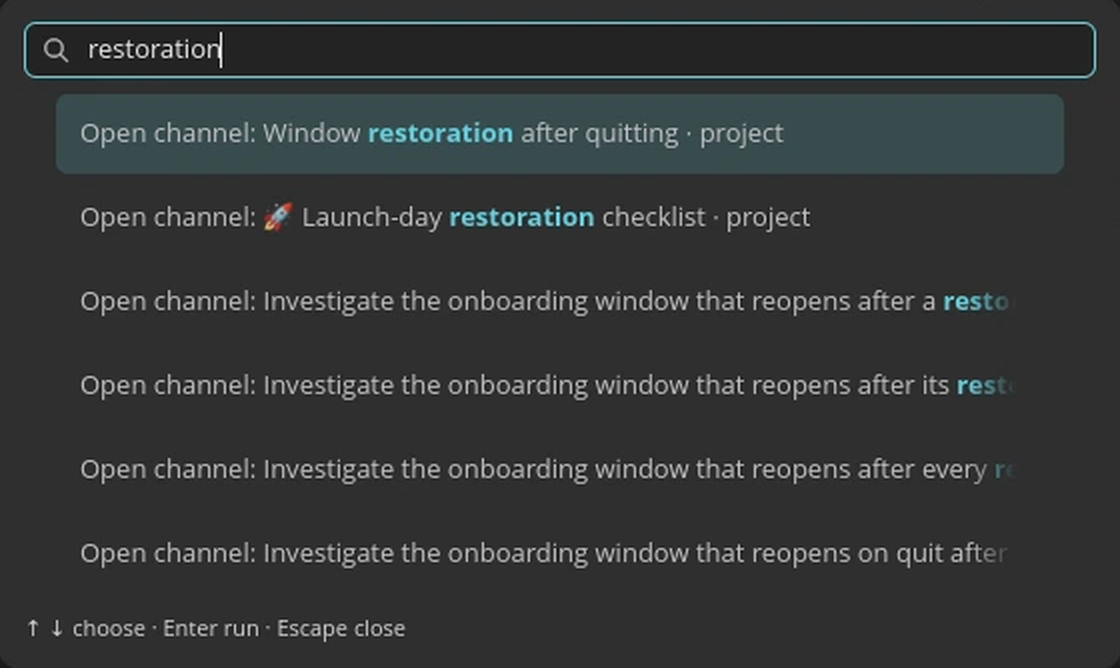 restoration
Open channel: Window restoration after quitting · project
Open channel: 🚀 Launch-day restoration checklist · project
Open channel: Investigate the onboarding window that reopens after a resto
Open channel: Investigate the onboarding window that reopens after its rest
Open channel: Investigate the onboarding window that reopens after every re
Open channel: Investigate the onboarding window that reopens on quit after
↑ ↓ choose · Enter run · Escape close